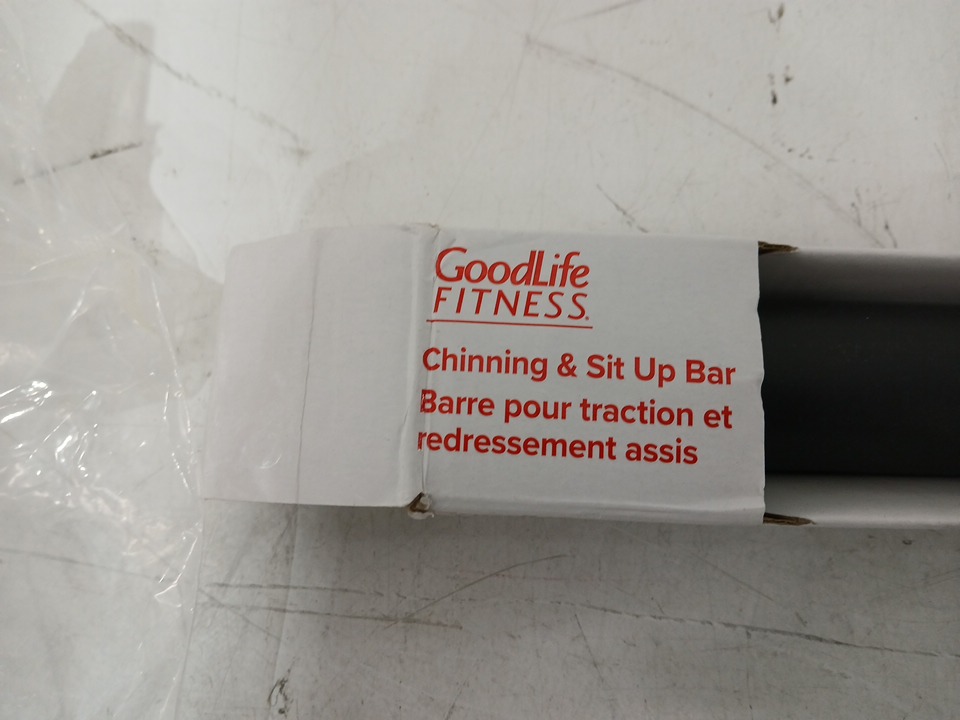 GoodLife
FITNESS.
Chinning & Sit Up Bar
Barre pour traction et
redressement assis